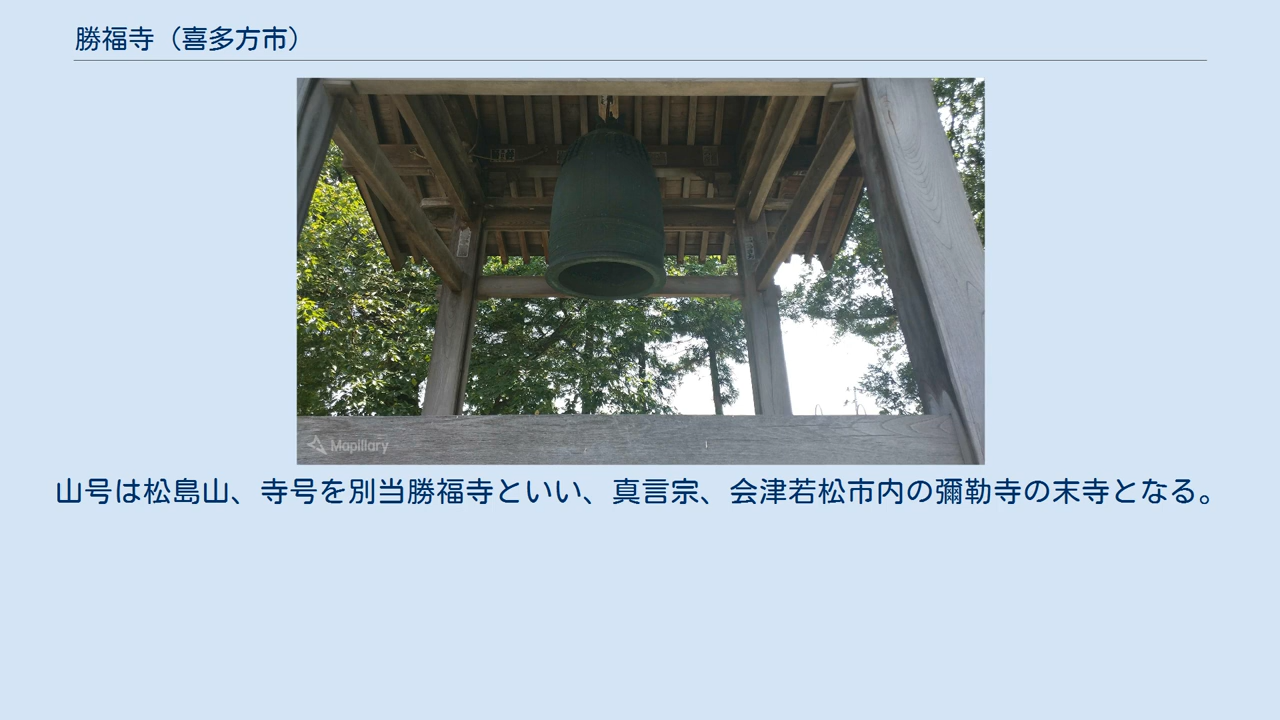 勝福寺（喜多方市）
Mapillary
山号は松島山、寺号を別当勝福寺といい、真言宗、会津若松市内の彌勒寺の末寺となる。